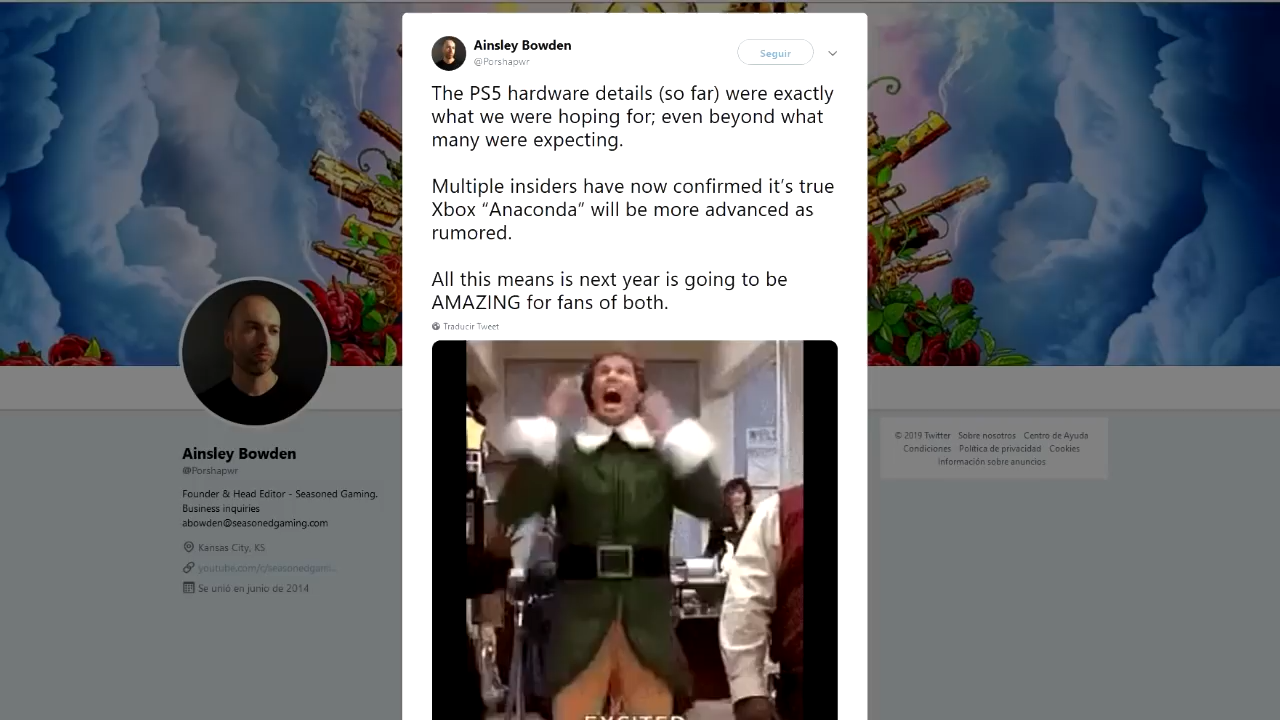 Ainsley Bowden
@Porshapwr
Seguir
The PS5 hardware details (so far) were exactly
what we were hoping for; even beyond what
many were expecting.
Multiple insiders have now confirmed it's true
Xbox “Anaconda” will be more advanced as
rumored.
All this means is next year is going to be
AMAZING for fans of both.
Traducir Tweet
EXCITED
Ainsley Bowden
@Porshapwr
Founder & Head Editor - Seasoned Gaming.
Business inquiries
abowden@seasonedgaming.com
Kansas City, KS
youtube.com/c/seasonedgami...
Se unió en junio de 2014
© 2019 Twitter Sobre nosotros Centro de Ayuda
Condiciones Política de privacidad Cookies
Información sobre anuncios